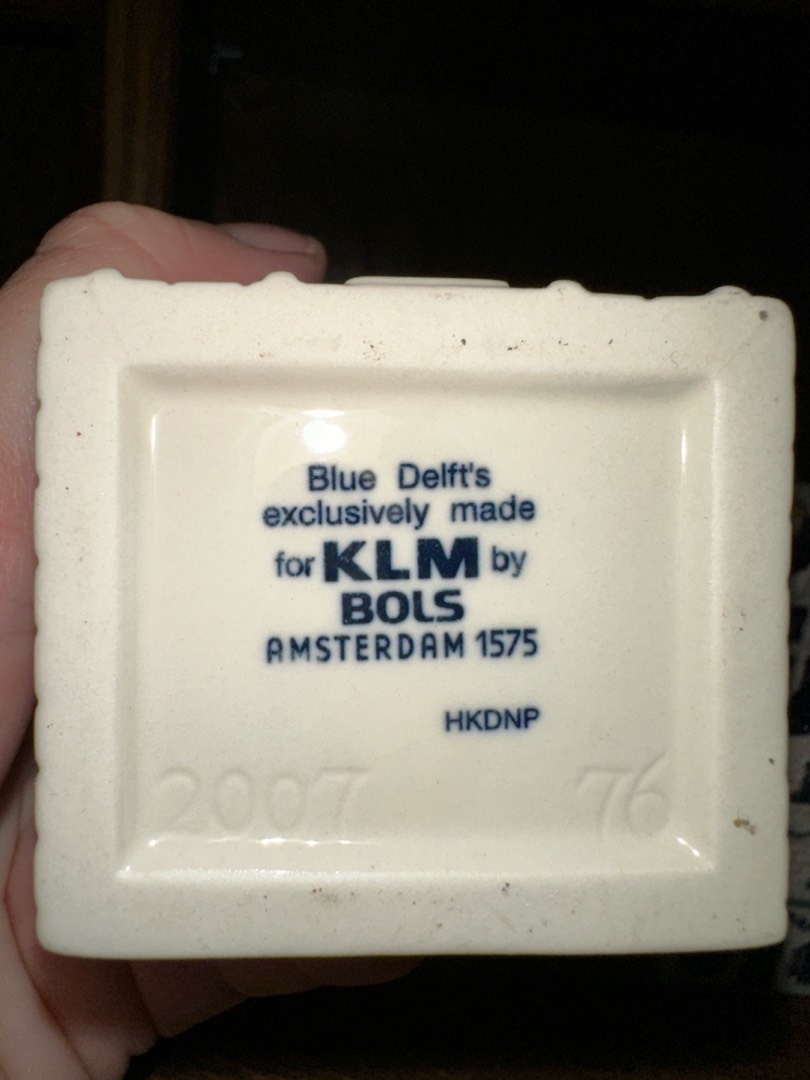 Blue Delft's
exclusively made
for KLM by
BOLS
AMSTERDAM 1575
HKDNP
2007 76